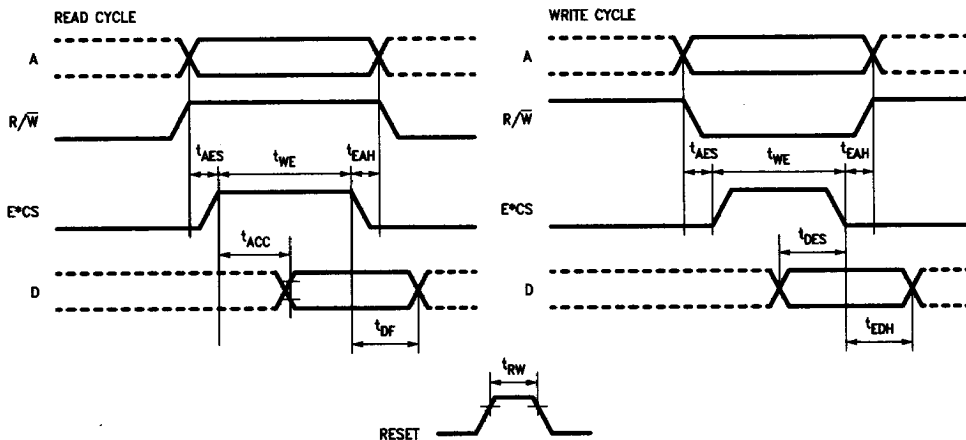 READ CYCLE
A
R/W̅
tAES
tWE
tEAH
E*CS
tACC
D
tDF
WRITE CYCLE
A
R/W̅
tAES
tWE
tEAH
E*CS
tDES
D
tEDH
tRW
RESET